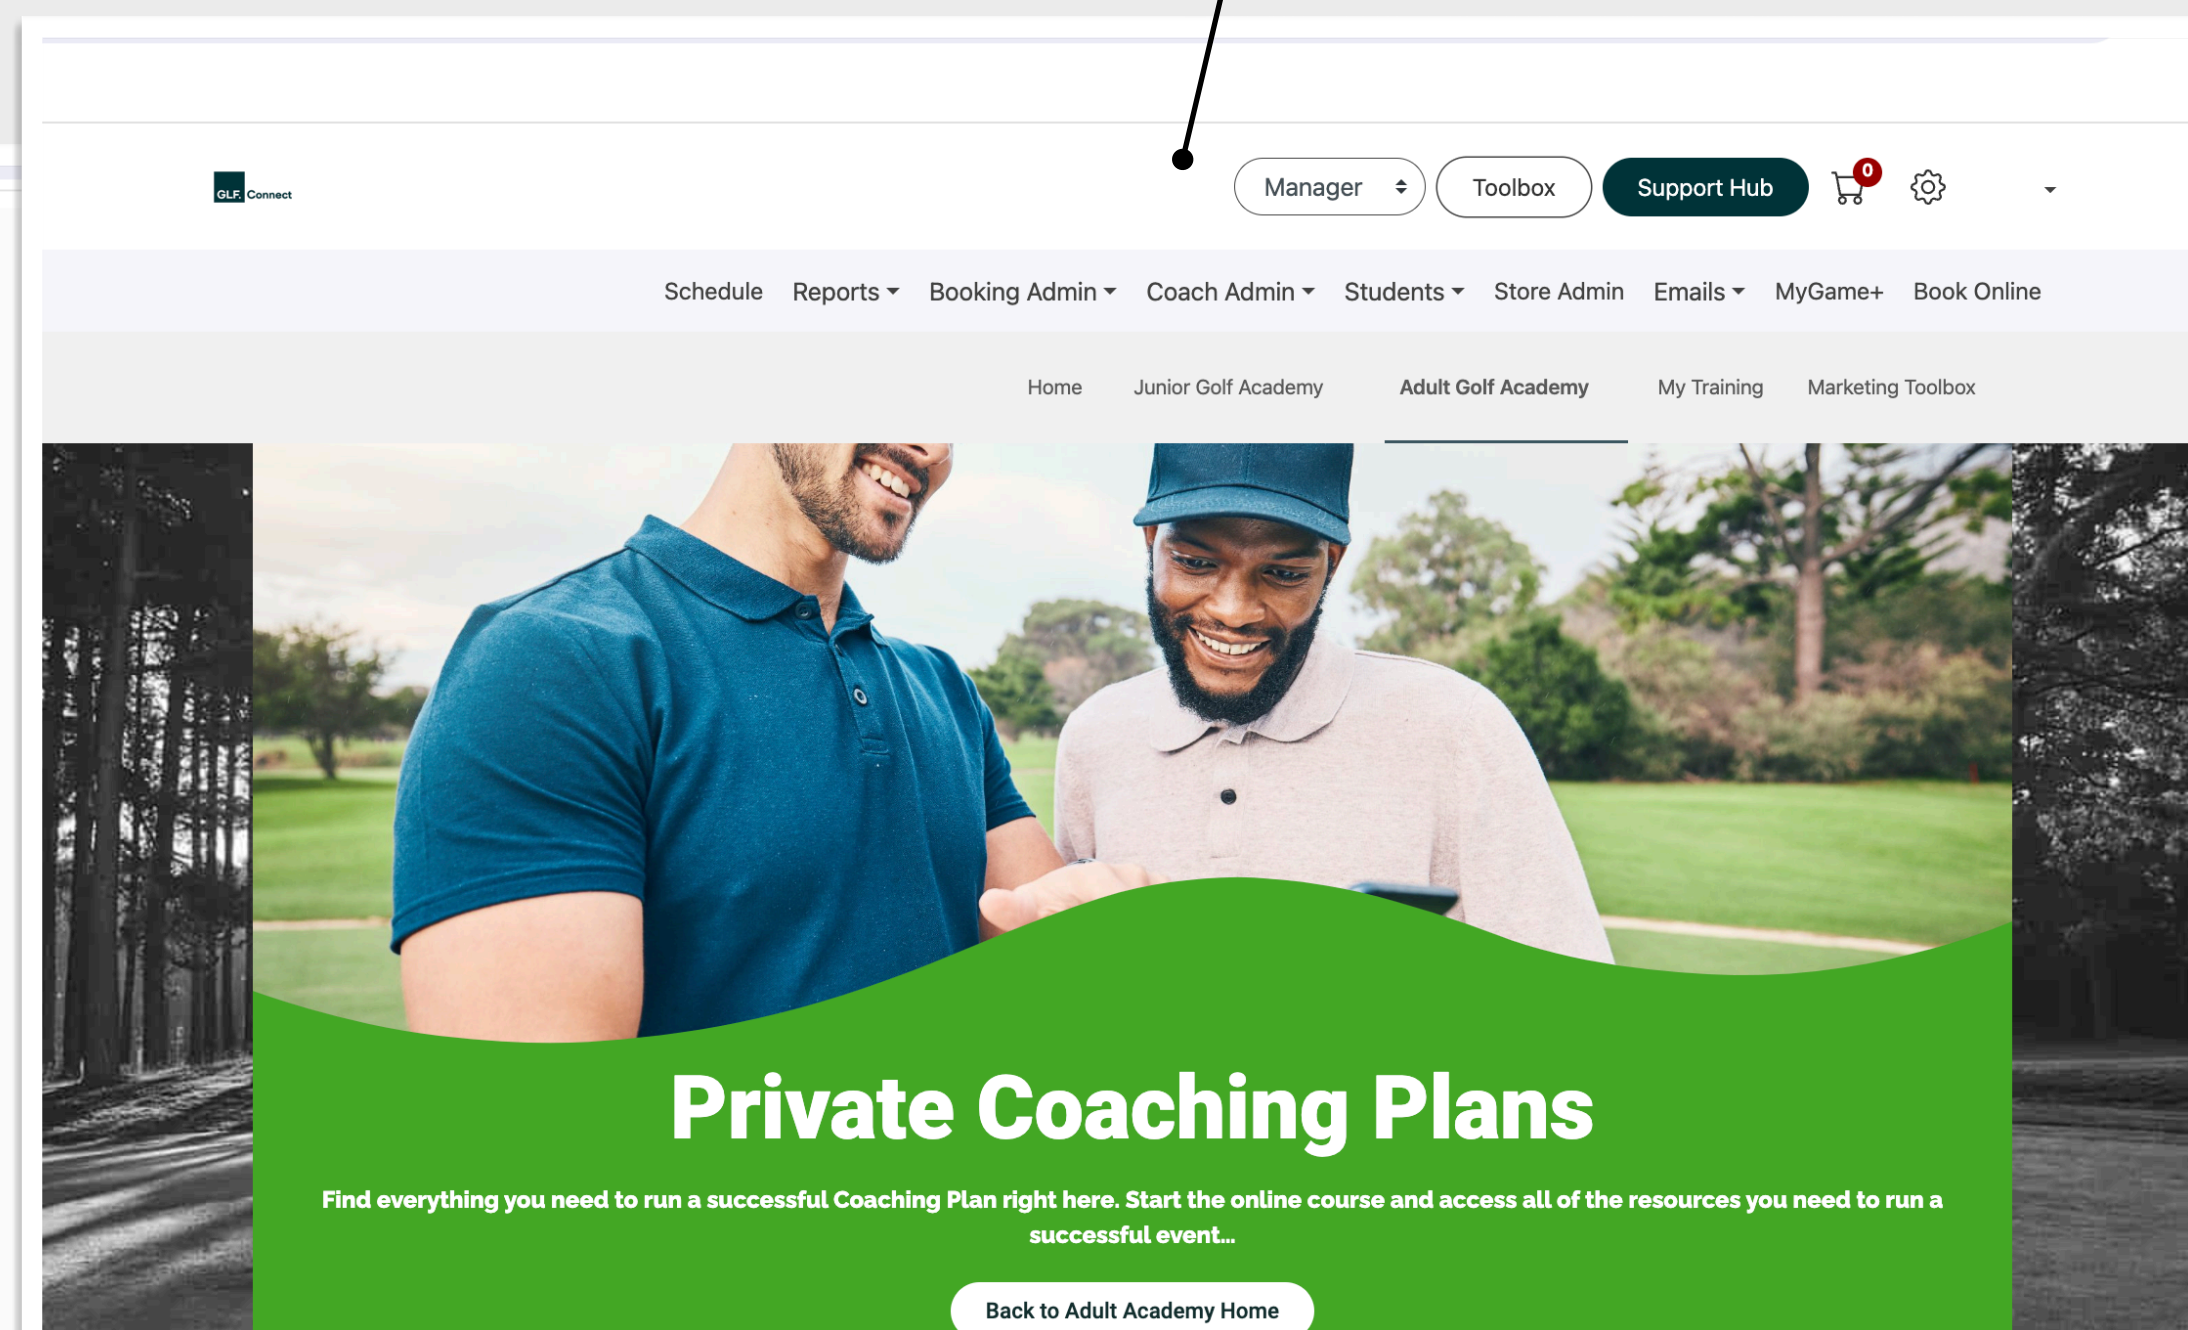 GLF. Connect
Manager Toolbox Support Hub 0
Schedule Reports Booking Admin Coach Admin Students Store Admin Emails MyGame+ Book Online
Home Junior Golf Academy Adult Golf Academy My Training Marketing Toolbox
Private Coaching Plans
Find everything you need to run a successful Coaching Plan right here. Start the online course and access all of the resources you need to run a
successful event...
Back to Adult Academy Home